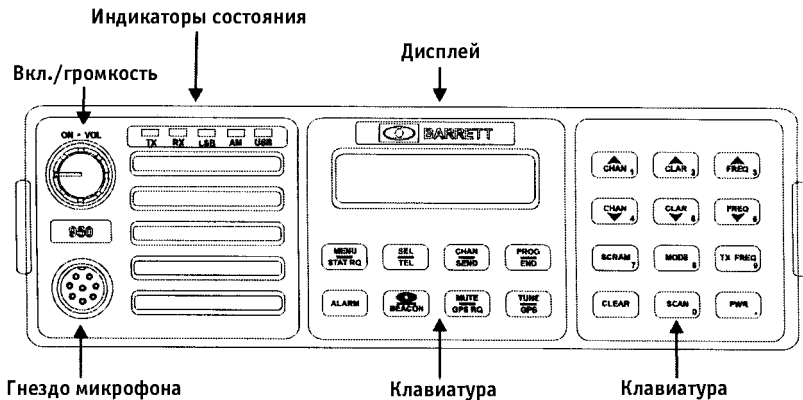 Индикаторы состояния
Вкл./громкость
Дисплей
ON - VOL
TX RX LSB AM USB
BARRETT
950
MENU
STAT RQ
SEL
TEL
CHAN
SEND
PROG
END
ALARM
BEACON
MUTE
GPS RQ
TUNE
GPS
CHAN 1
CLAR 2
FREQ 3
CHAN 4
CLAR 5
FREQ 6
SCRAM 7
MODE 8
TX FREQ 9
CLEAR
SCAN 0
PWR .
Гнездо микрофона
Клавиатура
Клавиатура